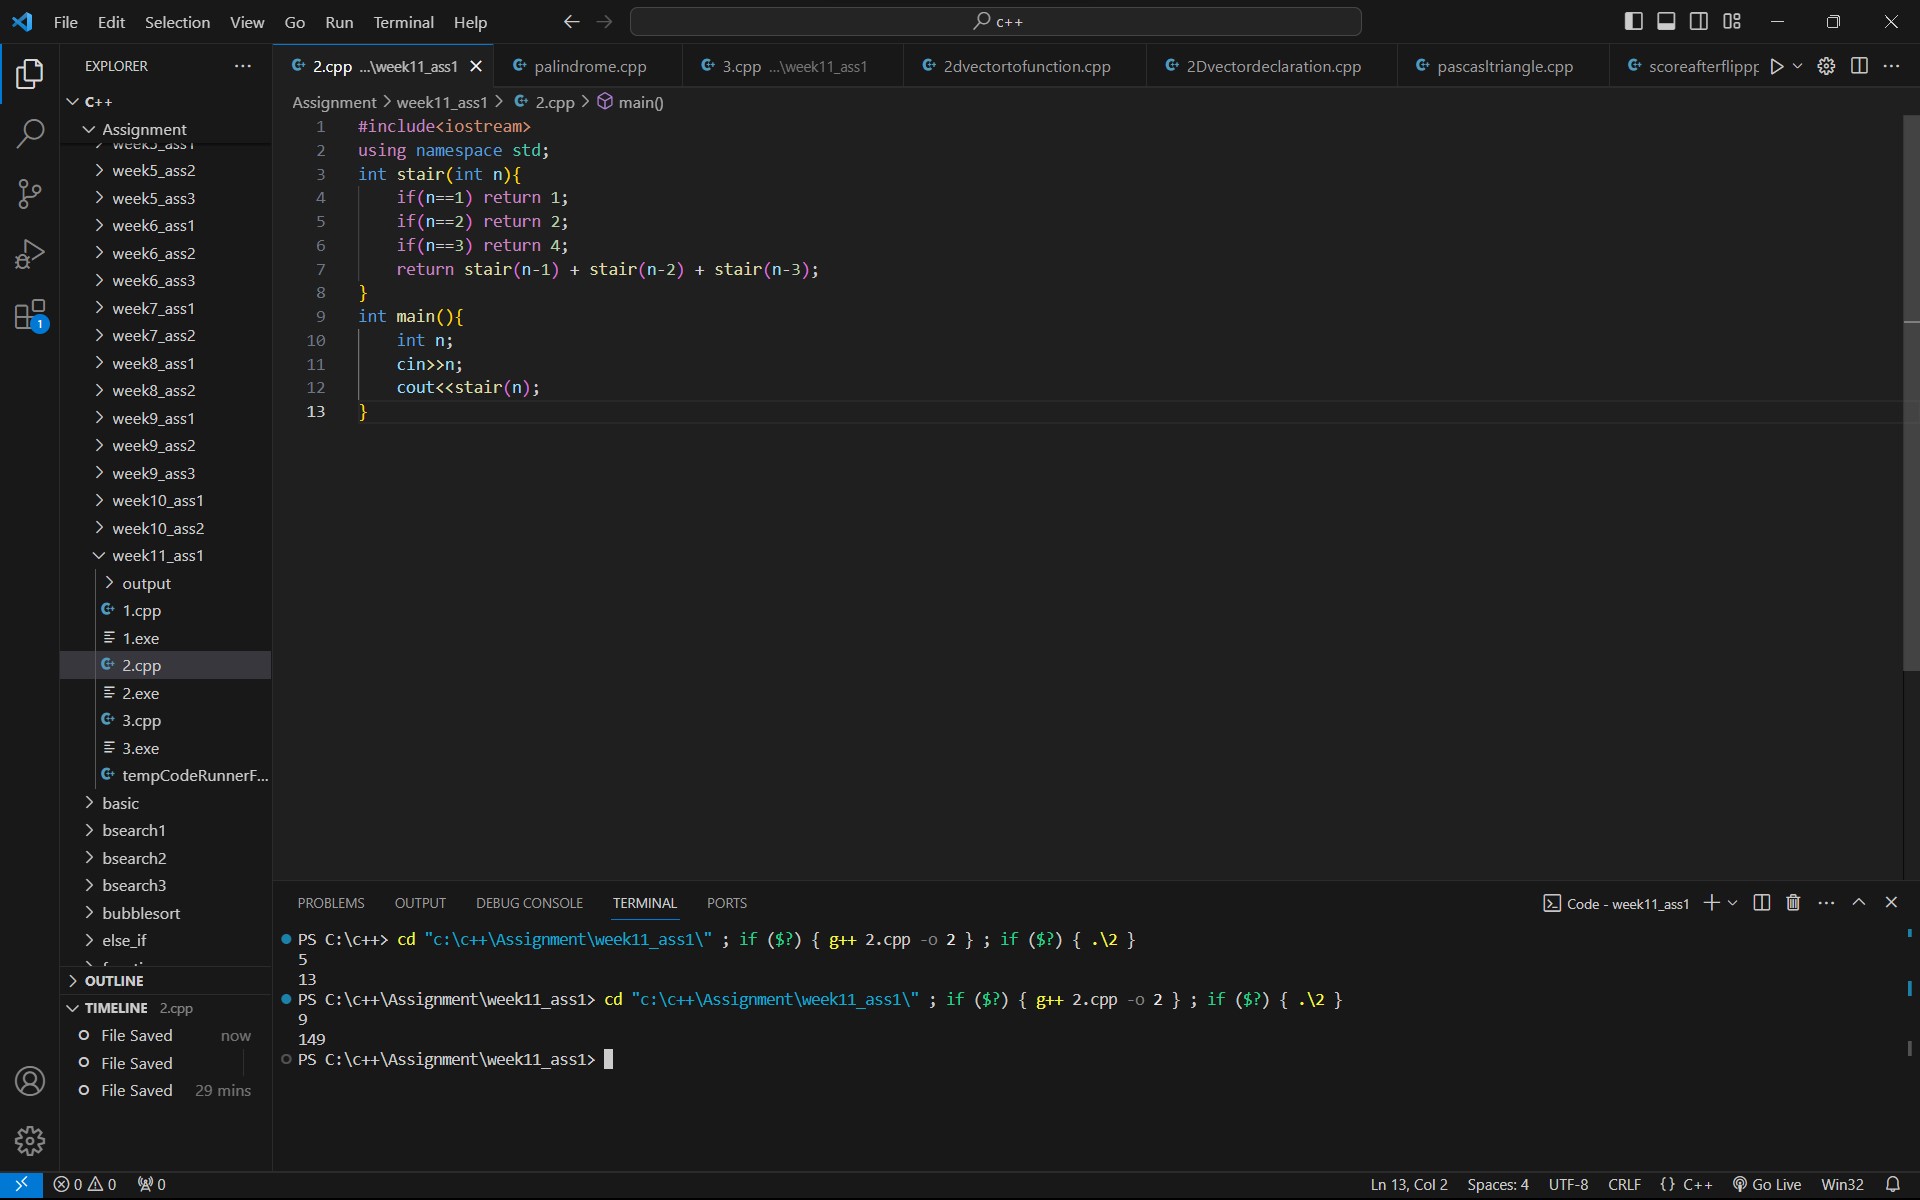 File Edit Selection View Go Run Terminal Help
c++
EXPLORER
2.cpp ...\week11_ass1
palindrome.cpp
3.cpp ...\week11_ass1
2dvectortofunction.cpp
2Dvectordeclaration.cpp
pascasltriangle.cpp
C++
Assignment
week5_ass2
week5_ass3
week6_ass1
week6_ass2
week6_ass3
week7_ass1
week7_ass2
week8_ass1
week8_ass2
week9_ass1
week9_ass2
week9_ass3
week10_ass1
week10_ass2
week11_ass1
output
1.cpp
1.exe
2.cpp
2.exe
3.cpp
3.exe
tempCodeRunnerF...
basic
bsearch1
bsearch2
bsearch3
bubblesort
else_if
OUTLINE
TIMELINE 2.cpp
File Saved now
File Saved
File Saved 29 mins
1
Assignment > week11_ass1 > 2.cpp > main()
1 #include<iostream>
2 using namespace std;
3 int stair(int n){
4 if(n==1) return 1;
5 if(n==2) return 2;
6 if(n==3) return 4;
7 return stair(n-1) + stair(n-2) + stair(n-3);
8 }
9 int main(){
10 int n;
11 cin>>n;
12 cout<<stair(n);
13 }
PROBLEMS OUTPUT DEBUG CONSOLE TERMINAL PORTS
Code - week11_ass1
PS C:\c++> cd "c:\c++\Assignment\week11_ass1\" ; if ($?) { g++ 2.cpp -o 2 } ; if ($?) { .\2 }
5
13
PS C:\c++\Assignment\week11_ass1> cd "c:\c++\Assignment\week11_ass1\" ; if ($?) { g++ 2.cpp -o 2 } ; if ($?) { .\2 }
9
149
PS C:\c++\Assignment\week11_ass1>
0 0 0
Ln 13, Col 2 Spaces: 4 UTF-8 CRLF {} C++ Go Live Win32